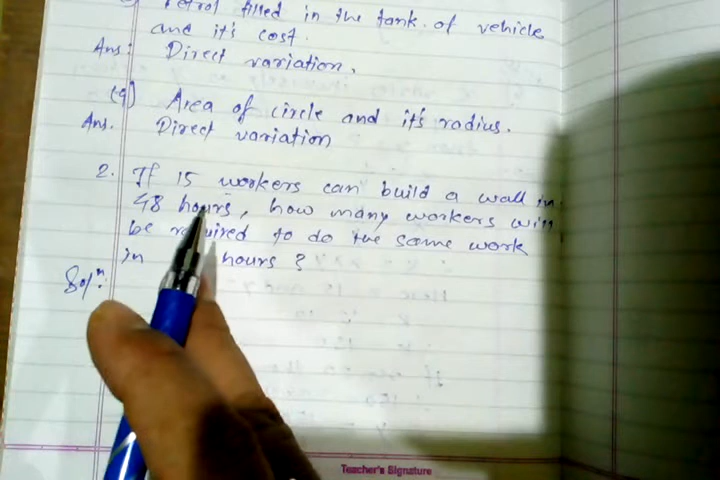 Petrol filled in the tank of vehicle
and it's cost.
Ans: Direct variation.
(4) Area of circle and it's radius.
Ans. Direct variation
2. If 15 workers can build a wall in
48 hours, how many workers will
be required to do the same work
in hours ?
Solⁿ:
Teacher's Signature